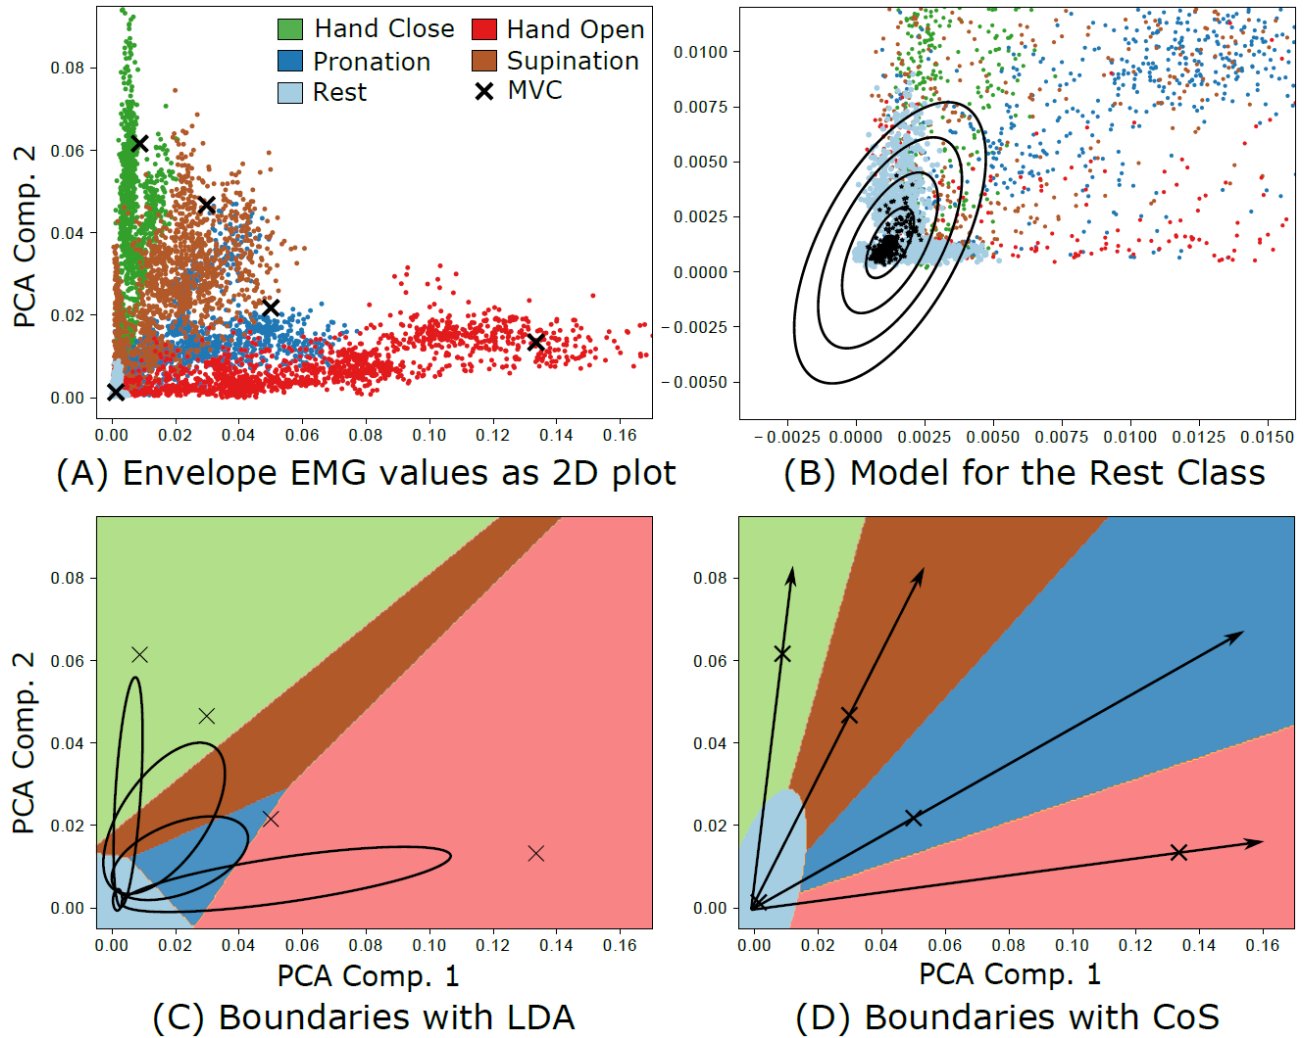 Hand Close
Hand Open
Pronation
Supination
Rest
MVC
PCA Comp. 2
0.08
0.06
0.04
0.02
0.00
0.00 0.02 0.04 0.06 0.08 0.10 0.12 0.14 0.16
(A) Envelope EMG values as 2D plot
0.0100
0.0075
0.0050
0.0025
0.0000
−0.0025
−0.0050
−0.0025 0.0000 0.0025 0.0050 0.0075 0.0100 0.0125 0.0150
(B) Model for the Rest Class
PCA Comp. 2
0.08
0.06
0.04
0.02
0.00
0.00 0.02 0.04 0.06 0.08 0.10 0.12 0.14 0.16
PCA Comp. 1
(C) Boundaries with LDA
0.08
0.06
0.04
0.02
0.00
0.00 0.02 0.04 0.06 0.08 0.10 0.12 0.14 0.16
PCA Comp. 1
(D) Boundaries with CoS